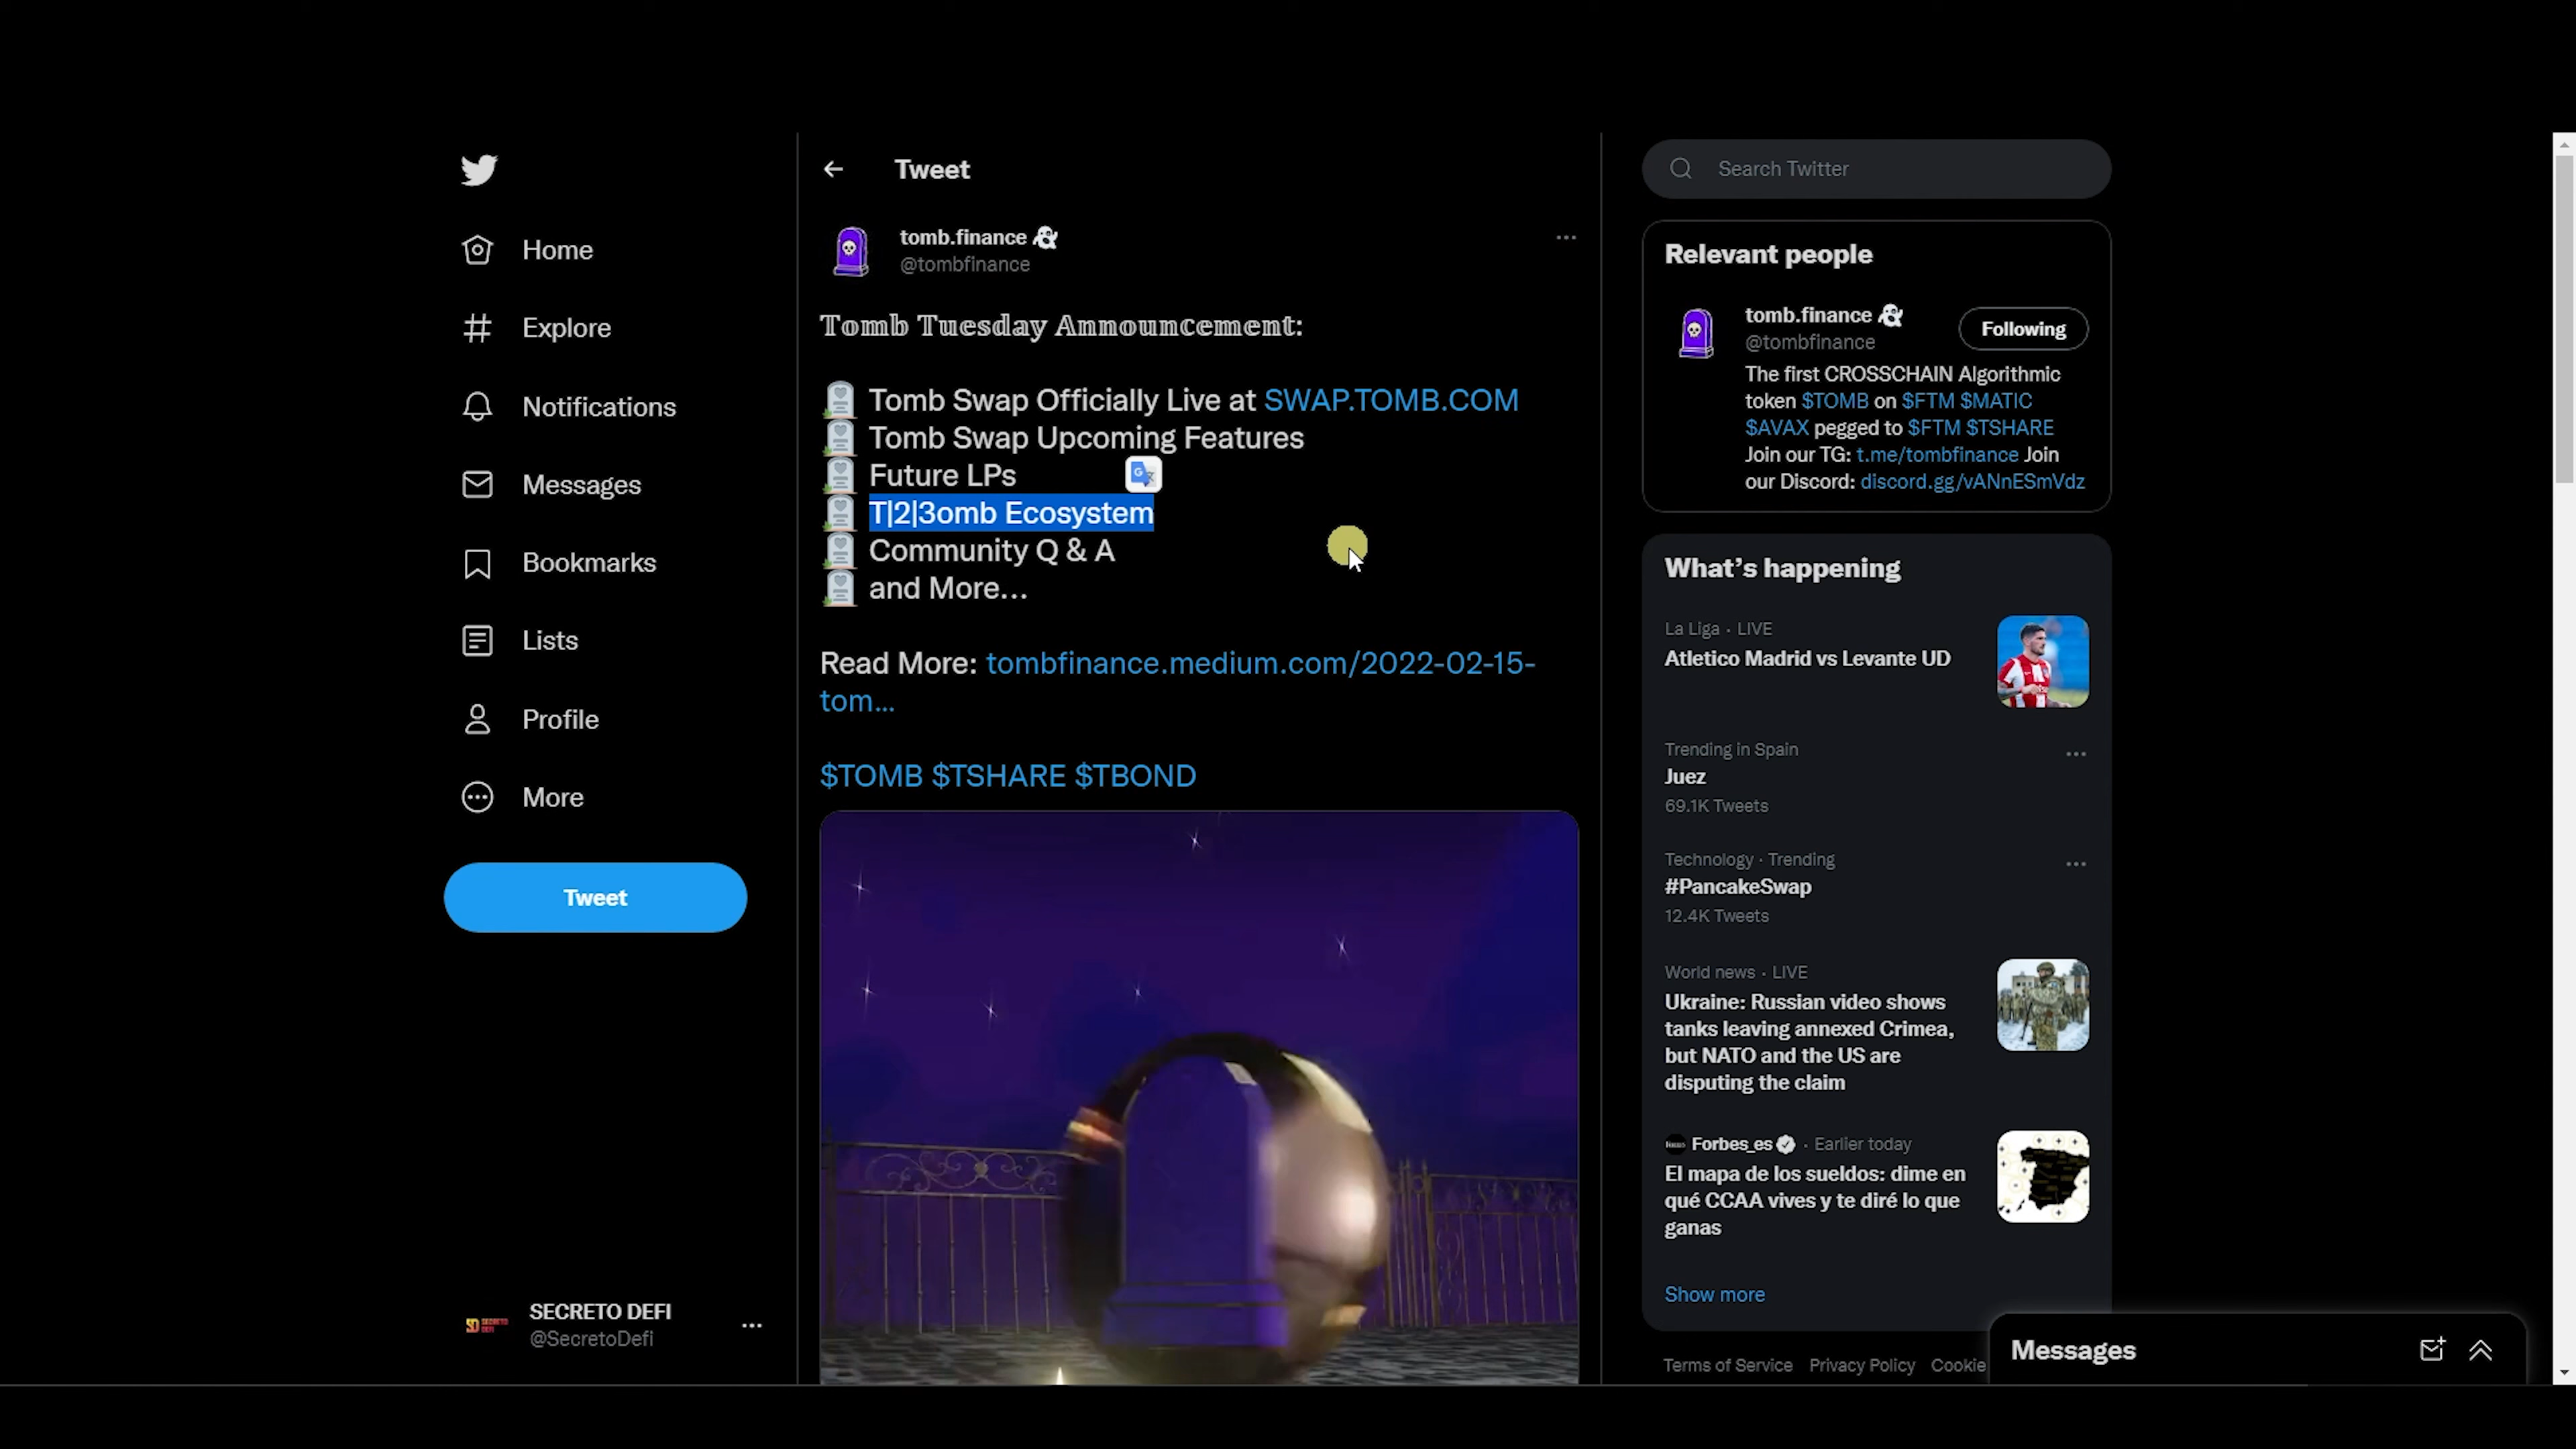 Home
Explore
Notifications
Messages
Bookmarks
Lists
Profile
More
Tweet
SECRETO DEFI
@SecretoDefi
Tweet
tomb.finance
@tombfinance
𝕋𝕠𝕞𝕓 𝕋𝕦𝕖𝕤𝕕𝕒𝕪 𝔸𝕟𝕟𝕠𝕦𝕟𝕔𝕖𝕞𝕖𝕟𝕥:
Tomb Swap Officially Live at SWAP.TOMB.COM
Tomb Swap Upcoming Features
Future LPs
T|2|3omb Ecosystem
Community Q & A
and More...
Read More: tombfinance.medium.com/2022-02-15-
tom...
$TOMB $TSHARE $TBOND
Search Twitter
Relevant people
tomb.finance
@tombfinance
Following
The first CROSSCHAIN Algorithmic
token $TOMB on $FTM $MATIC
$AVAX pegged to $FTM $TSHARE
Join our TG: t.me/tombfinance Join
our Discord: discord.gg/vANnESmVdz
What's happening
La Liga · LIVE
Atletico Madrid vs Levante UD
Trending in Spain
Juez
69.1K Tweets
Technology · Trending
#PancakeSwap
12.4K Tweets
World news · LIVE
Ukraine: Russian video shows
tanks leaving annexed Crimea,
but NATO and the US are
disputing the claim
Forbes_es · Earlier today
El mapa de los sueldos: dime en
qué CCAA vives y te diré lo que
ganas
Show more
Terms of Service Privacy Policy Cookie
Messages